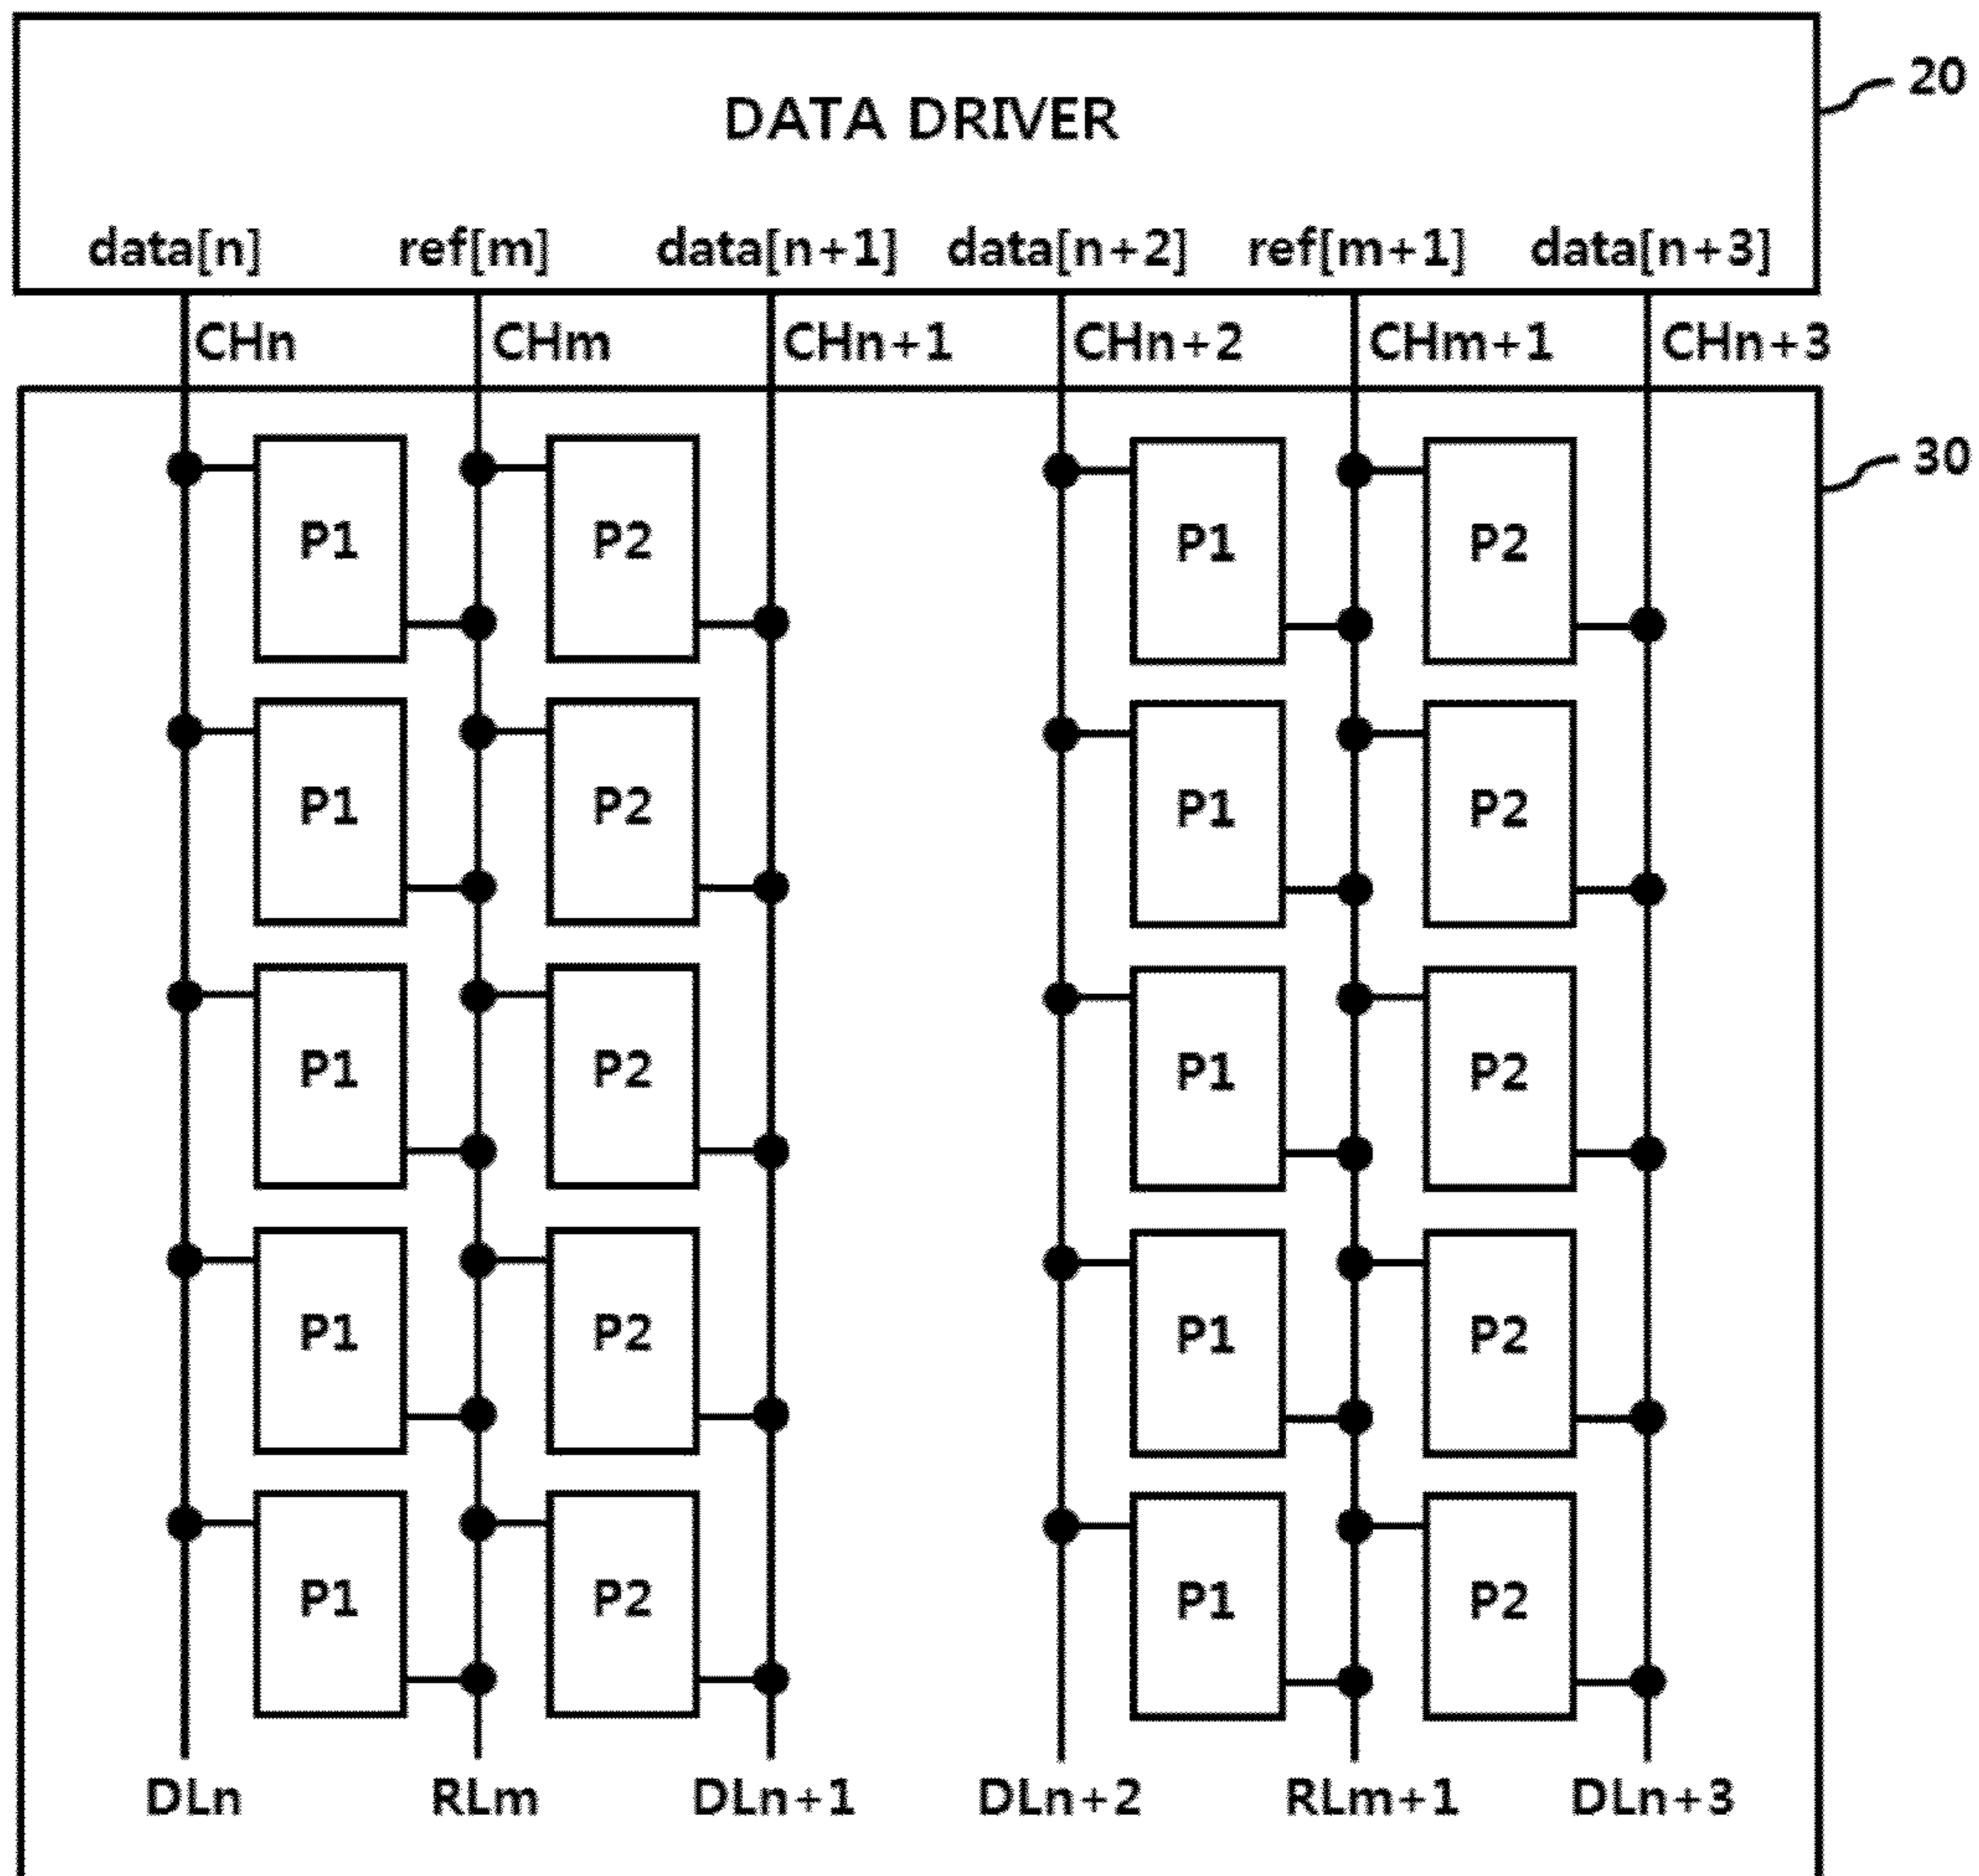 DATA DRIVER
20
data[n] ref[m] data[n+1] data[n+2] ref[m+1] data[n+3]
CHn CHm CHn+1 CHn+2 CHm+1 CHn+3
30
P1 P2 P1 P2
P1 P2 P1 P2
P1 P2 P1 P2
P1 P2 P1 P2
P1 P2 P1 P2
DLn RLm DLn+1 DLn+2 RLm+1 DLn+3